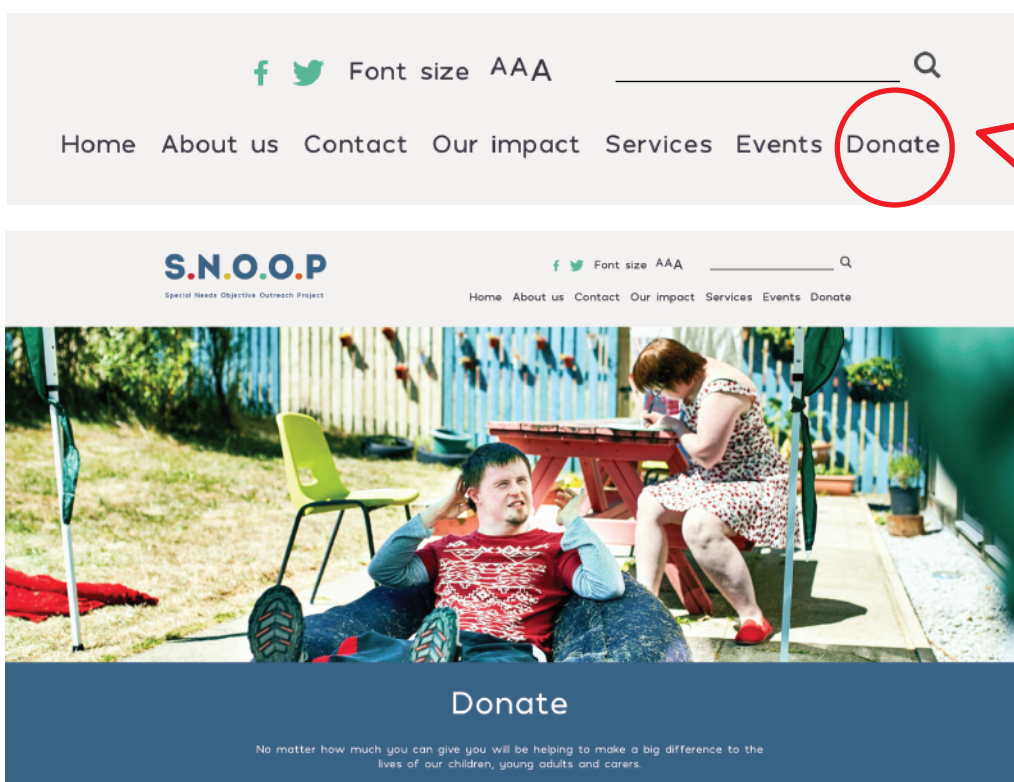 Font size AAA
Home About us Contact Our impact Services Events Donate
S.N.O.O.P
Special Needs Objective Outreach Project
Font size AAA
Home About us Contact Our impact Services Events Donate
Donate
No matter how much you can give you will be helping to make a big difference to the
lives of our children, young adults and carers.